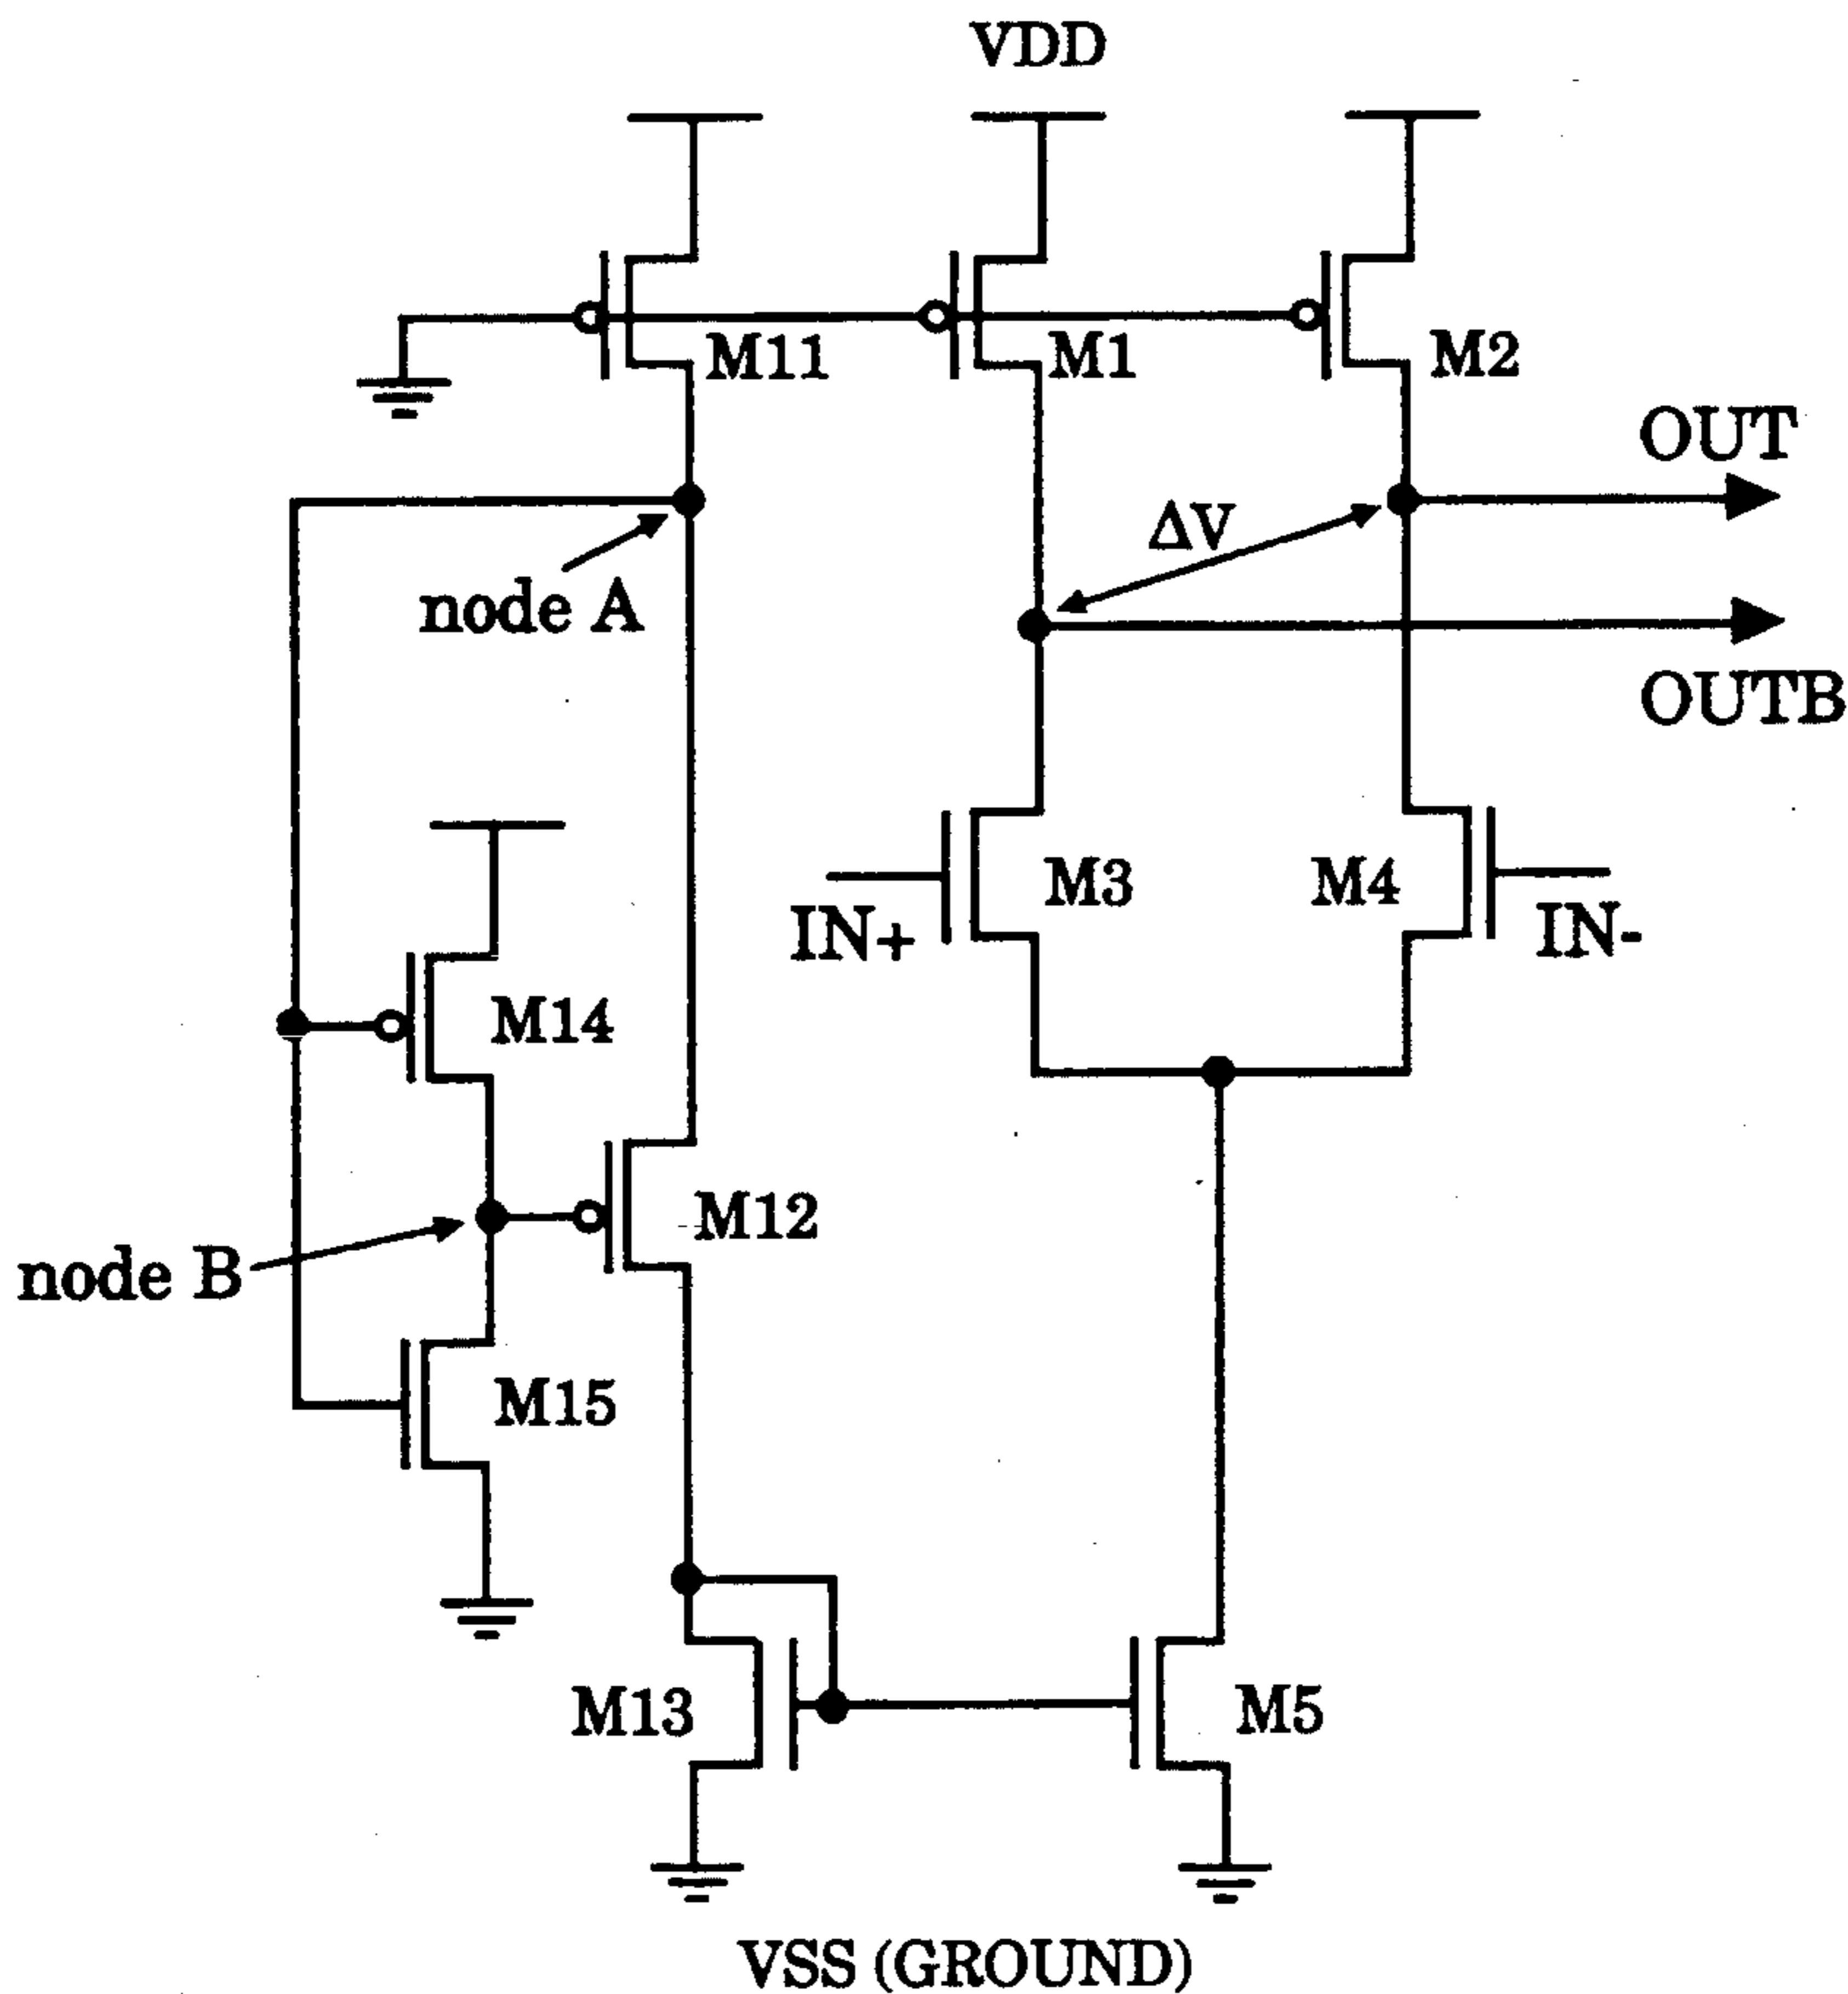 VDD
M11
M1
M2
OUT
ΔV
node A
OUTB
M3
M4
IN+
IN-
M14
M12
node B
M15
M13
M5
VSS (GROUND)